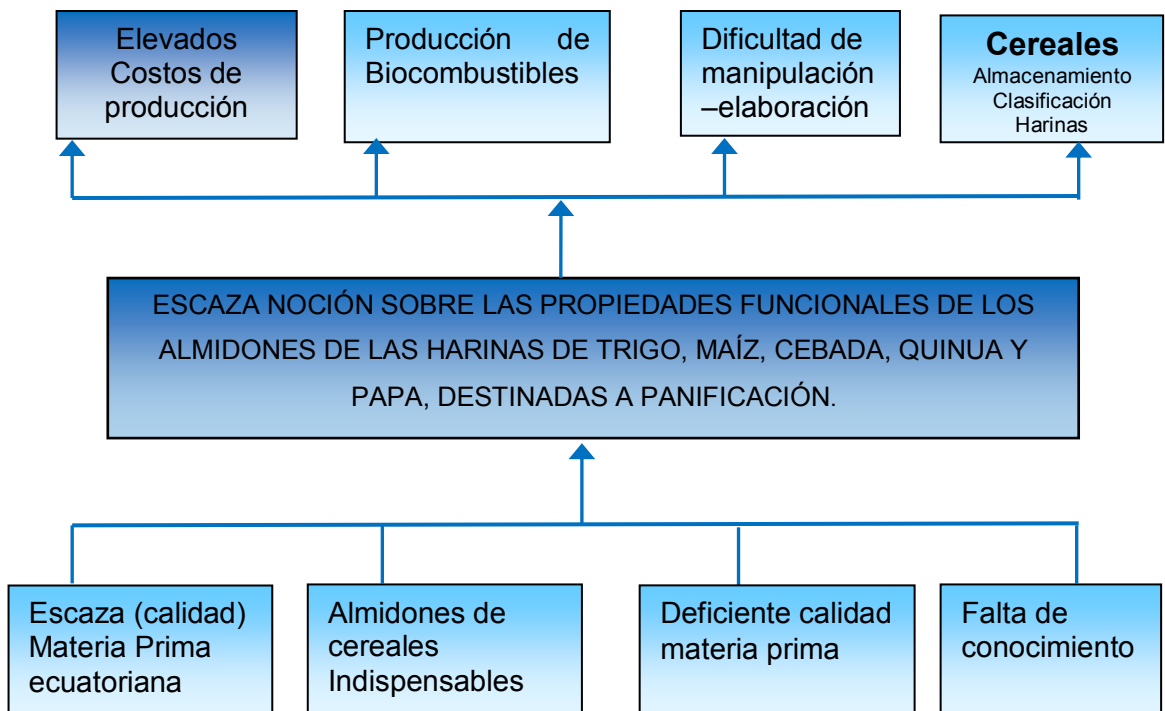 Elevados
Costos de
producción
Producción de
Biocombustibles
Dificultad de
manipulación
–elaboración
Cereales
Almacenamiento
Clasificación
Harinas
ESCAZA NOCIÓN SOBRE LAS PROPIEDADES FUNCIONALES DE LOS
ALMIDONES DE LAS HARINAS DE TRIGO, MAÍZ, CEBADA, QUINUA Y
PAPA, DESTINADAS A PANIFICACIÓN.
Escaza (calidad)
Materia Prima
ecuatoriana
Almidones de
cereales
Indispensables
Deficiente calidad
materia prima
Falta de
conocimiento